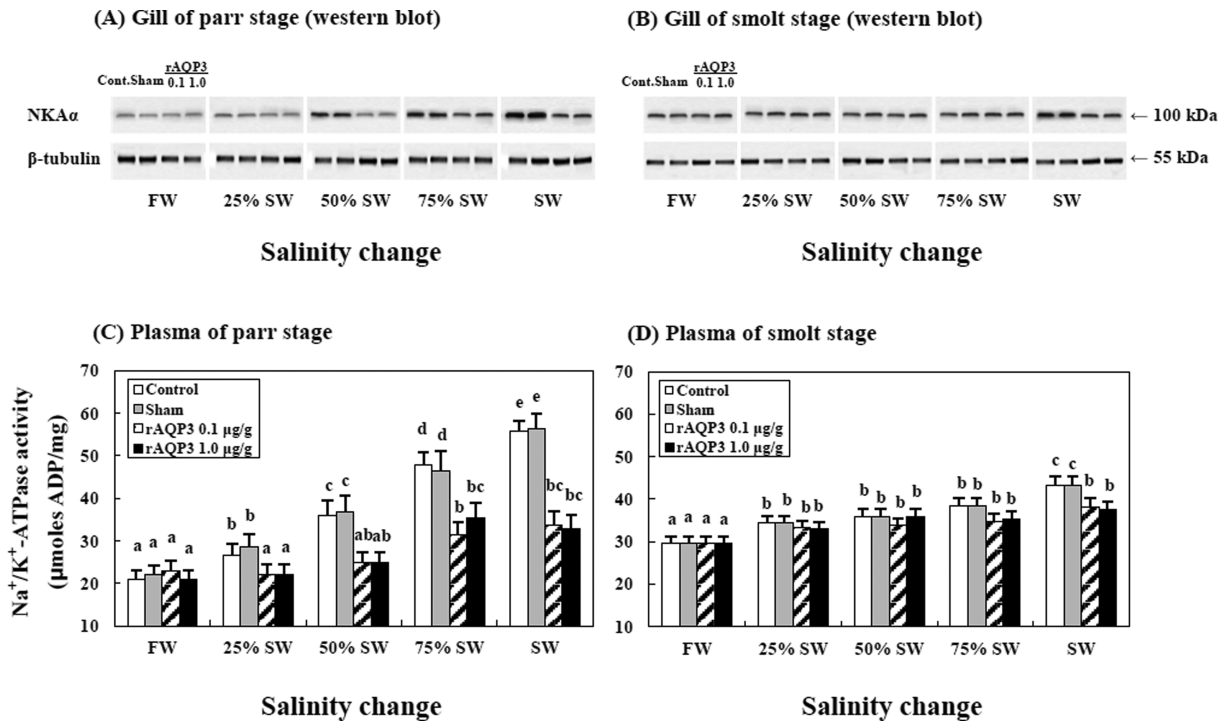 (A) Gill of parr stage (western blot)
(B) Gill of smolt stage (western blot)
rAQP3
Cont.Sham 0.1 1.0
rAQP3
Cont.Sham 0.1 1.0
NKAα
← 100 kDa
β-tubulin
← 55 kDa
FW 25% SW 50% SW 75% SW SW
FW 25% SW 50% SW 75% SW SW
Salinity change
Salinity change
(C) Plasma of parr stage
Na⁺/K⁺-ATPase activity
(μmoles ADP/mg)
70
60
50
40
30
20
10
Control
Sham
rAQP3 0.1 μg/g
rAQP3 1.0 μg/g
a a a a
b b a a
c c ab ab
d d b bc
e e bc bc
FW 25% SW 50% SW 75% SW SW
Salinity change
(D) Plasma of smolt stage
70
60
50
40
30
20
10
Control
Sham
rAQP3 0.1 μg/g
rAQP3 1.0 μg/g
a a a a
b b b b
b b b b
b b b b
c c b b
FW 25% SW 50% SW 75% SW SW
Salinity change